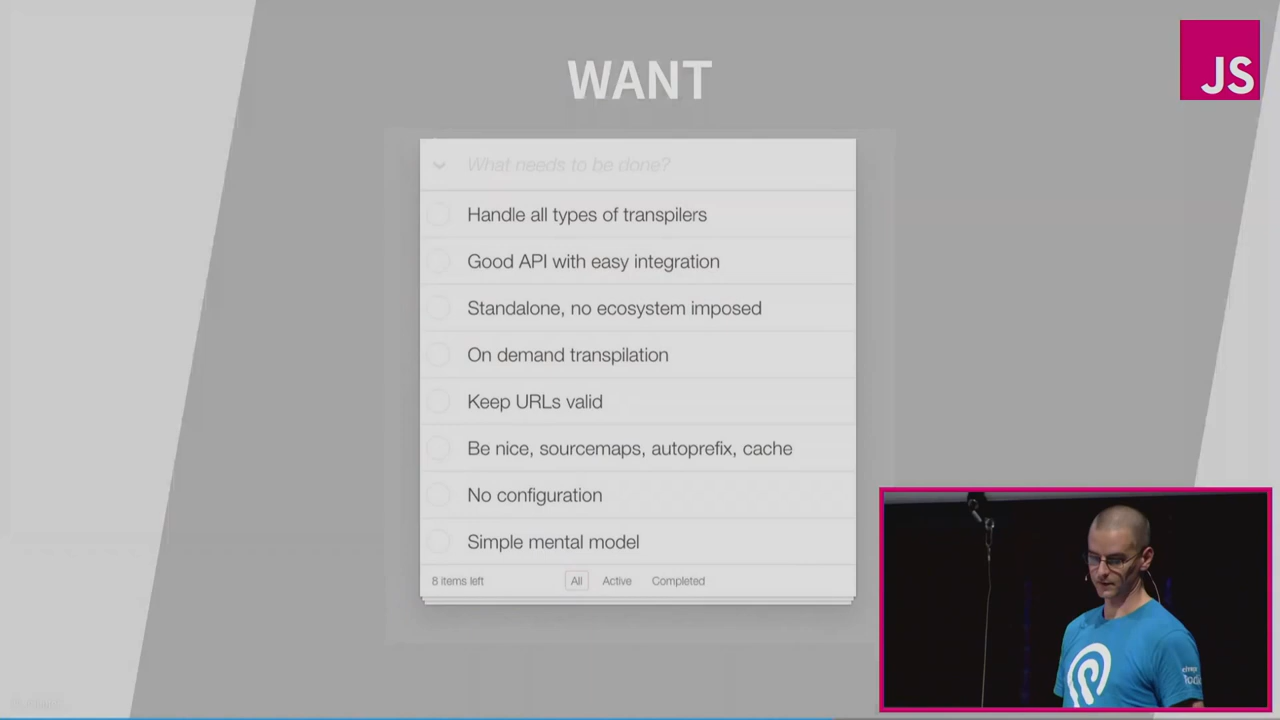 WANT
JS
What needs to be done?
Handle all types of transpilers
Good API with easy integration
Standalone, no ecosystem imposed
On demand transpilation
Keep URLs valid
Be nice, sourcemaps, autoprefix, cache
No configuration
Simple mental model
8 items left All Active Completed